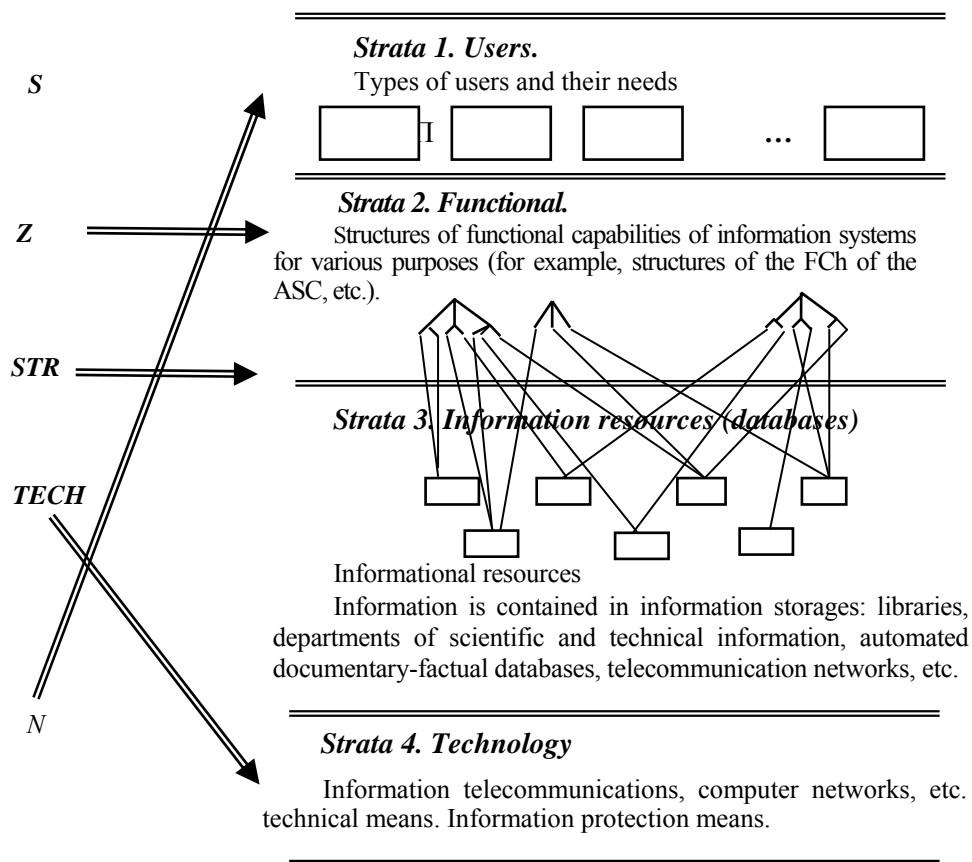 Strata 1. Users.
Types of users and their needs
S
П
...
Strata 2. Functional.
Z
Structures of functional capabilities of information systems
for various purposes (for example, structures of the FCh of the
ASC, etc.).
STR
Strata 3. Information resources (databases)
TECH
Informational resources
Information is contained in information storages: libraries,
departments of scientific and technical information, automated
documentary-factual databases, telecommunication networks, etc.
N
Strata 4. Technology
Information telecommunications, computer networks, etc.
technical means. Information protection means.